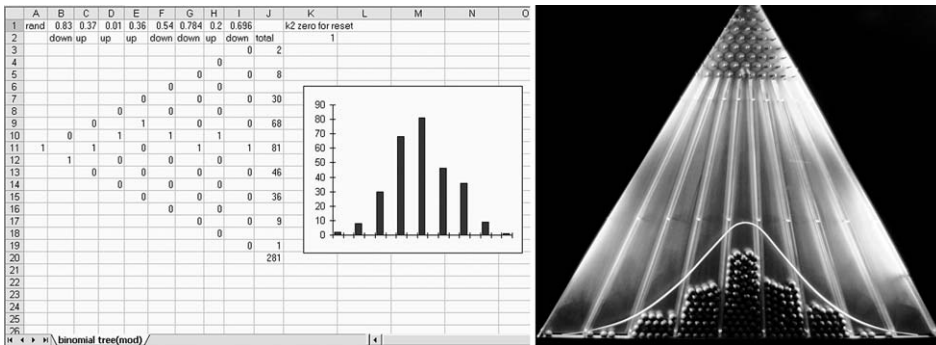 A B C D E F G H I J K L M N O
1 rand 0.83 0.37 0.01 0.36 0.54 0.784 0.2 0.696 k2 zero for reset
2 down up up up down down up down total 1
3 0 2
4 0
5 0 0 8
6 0 0
7 0 0 0 30
8 0 0 0
9 0 1 0 0 68
10 0 1 1 1
11 1 1 0 1 1 81
12 1 0 0 0
13 0 0 0 0 46
14 0 0 0
15 0 0 0 36
16 0 0
17 0 0 9
18 0
19 0 1
20 281
21
22
23
24
25
26
90
80
70
60
50
40
30
20
10
0
binomial tree(mod)